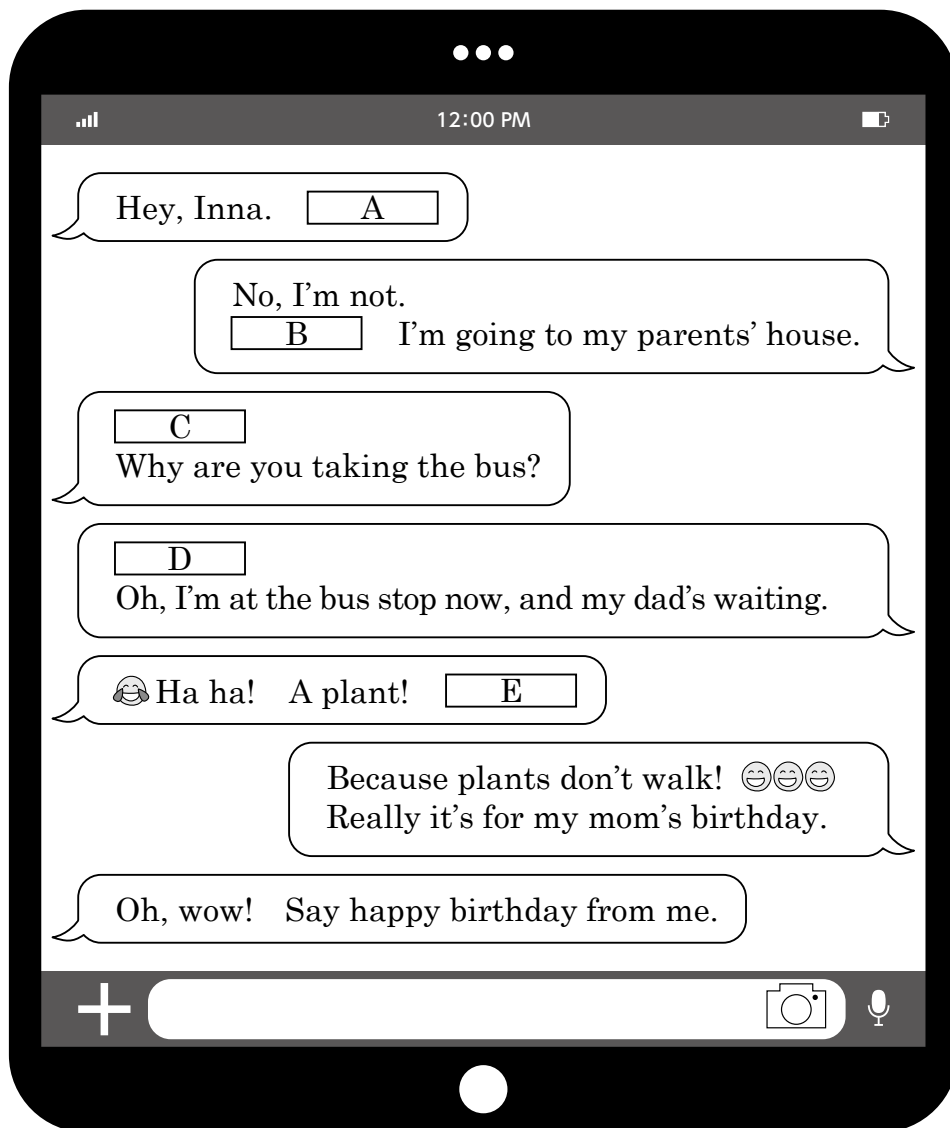 12:00 PM
Hey, Inna. A
No, I'm not.
B I'm going to my parents' house.
C
Why are you taking the bus?
D
Oh, I'm at the bus stop now, and my dad's waiting.
Ha ha! A plant! E
Because plants don't walk!
Really it's for my mom's birthday.
Oh, wow! Say happy birthday from me.